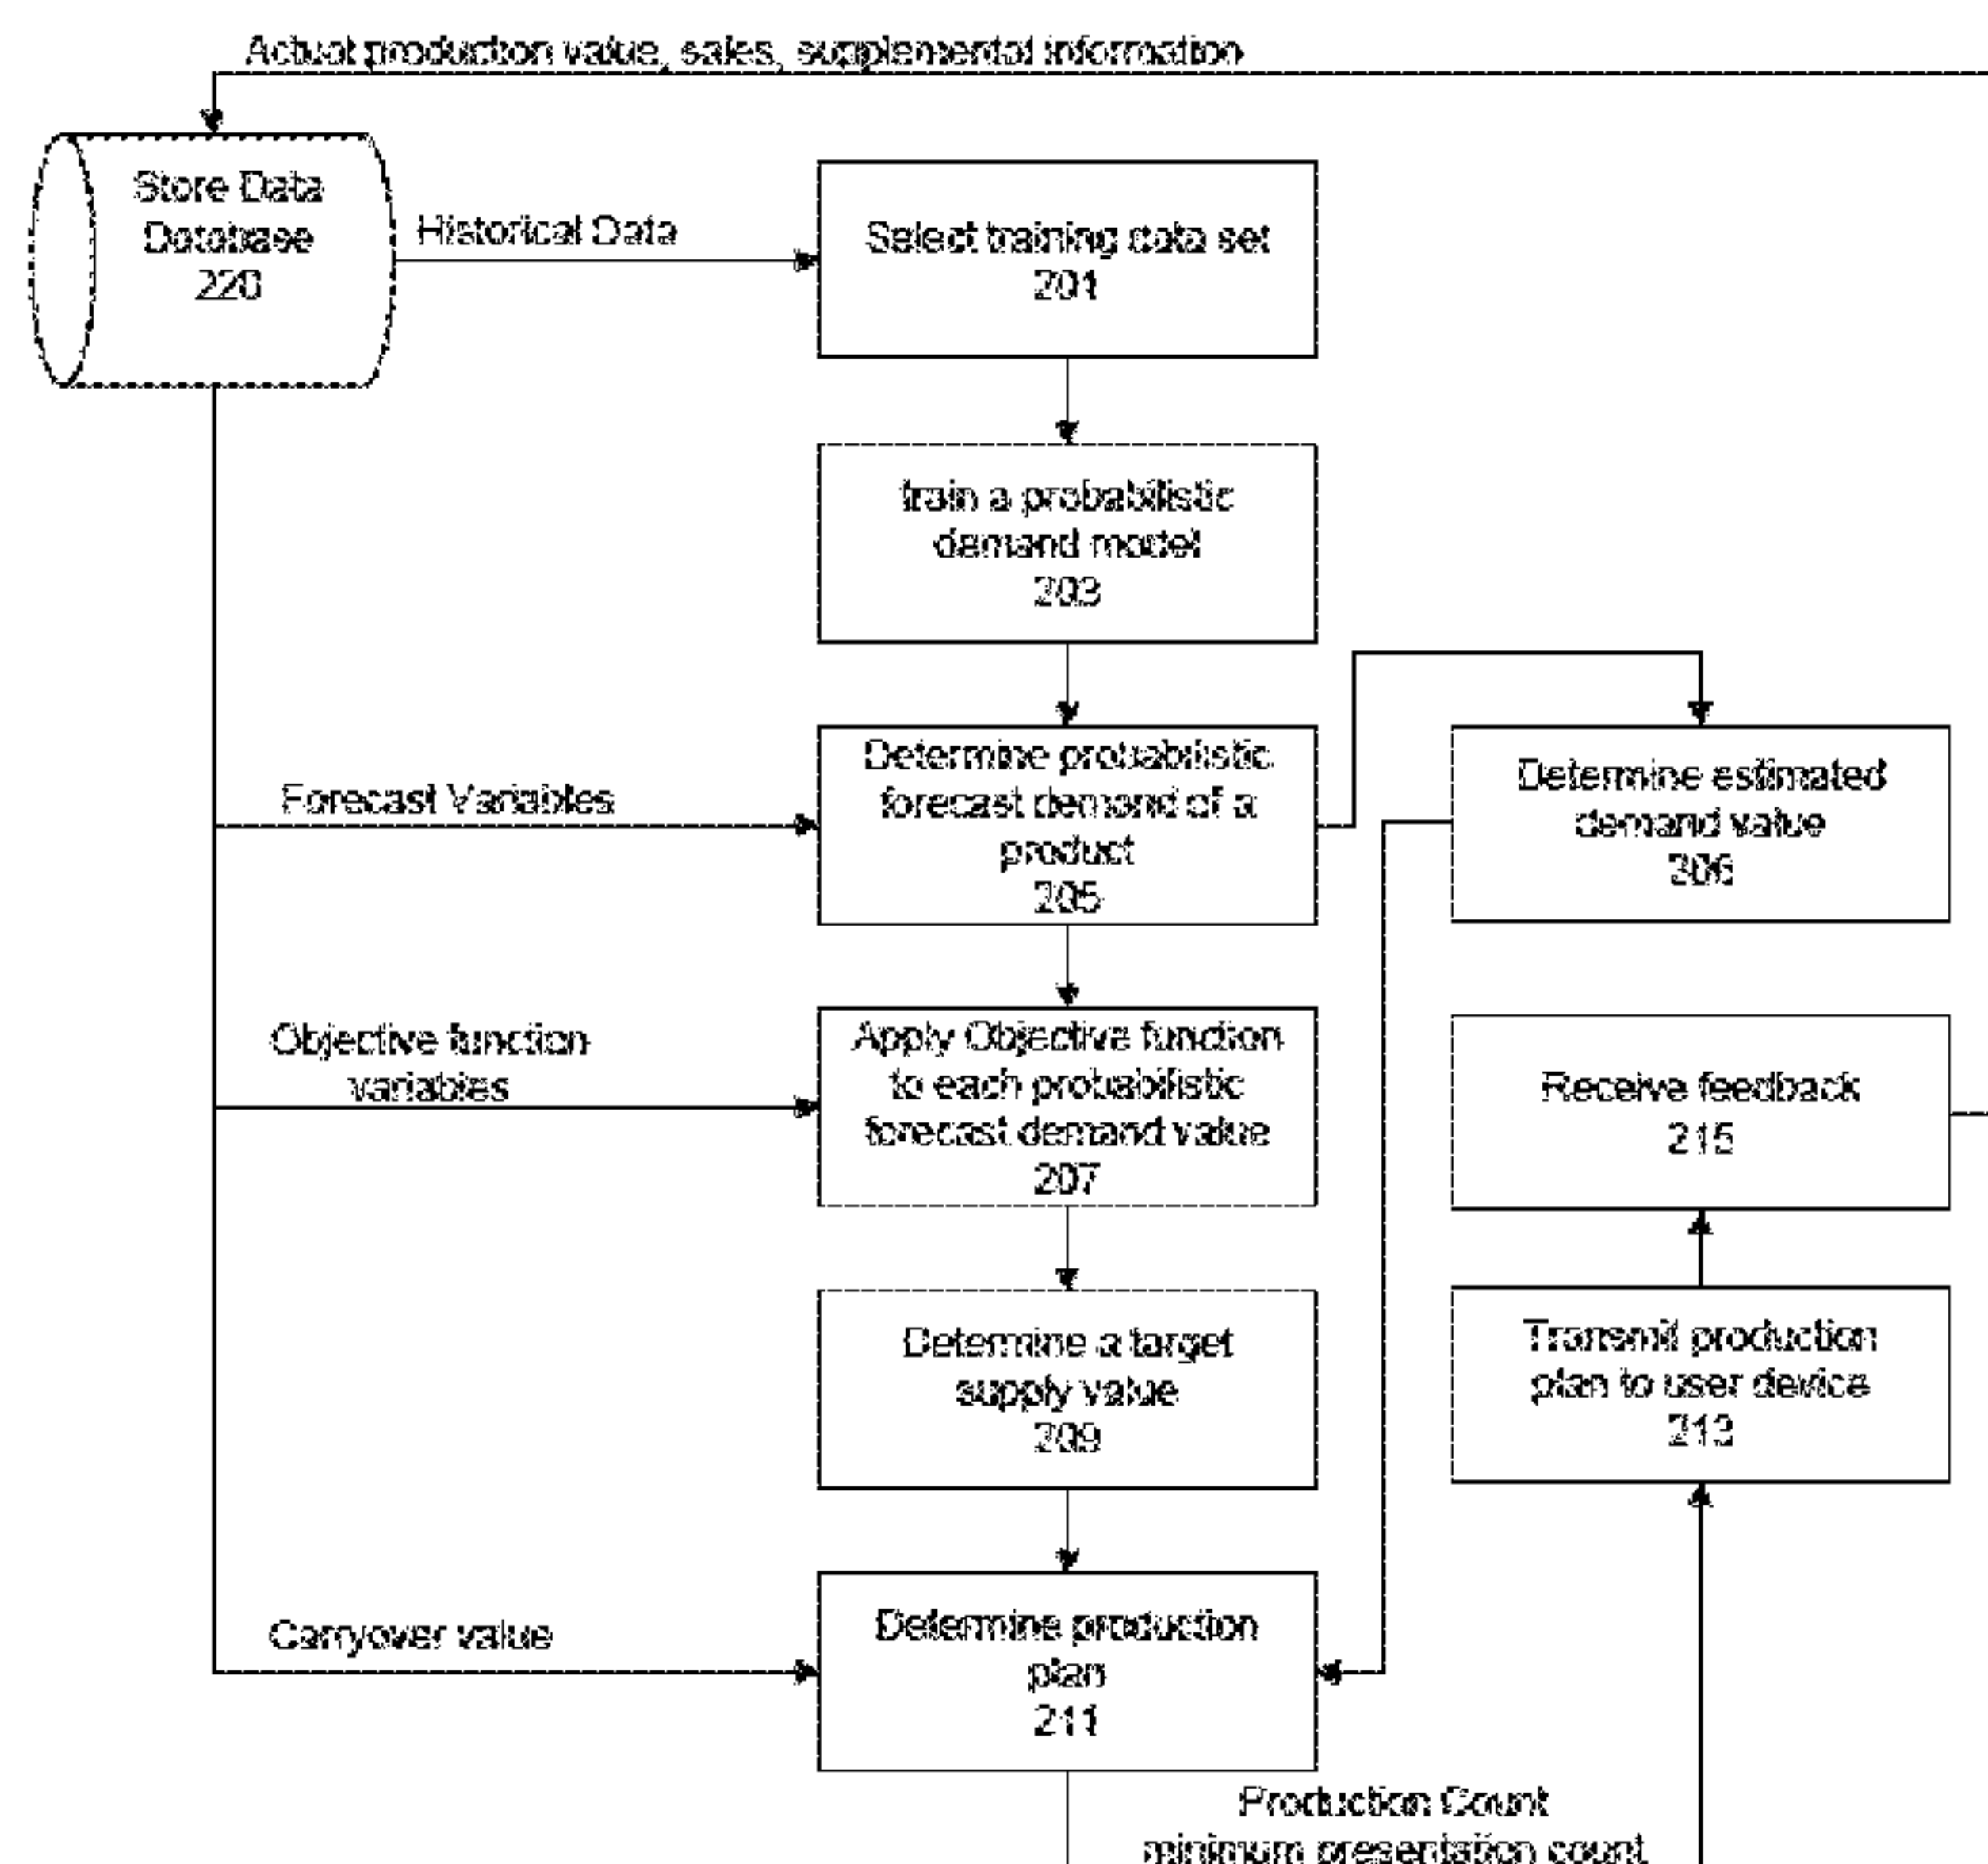 Actual production value, sales, supplemental information
Store Data
Database
220
Historical Data
Select training data set
201
train a probabilistic
demand model
203
Forecast Variables
Determine probabilistic
forecast demand of a
product
205
Determine estimated
demand value
206
Objective function
variables
Apply Objective function
to each probabilistic
forecast demand value
207
Receive feedback
215
Determine a target
supply value
209
Transmit production
plan to user device
213
Carryover value
Determine production
plan
211
Production Count
minimum presentation count